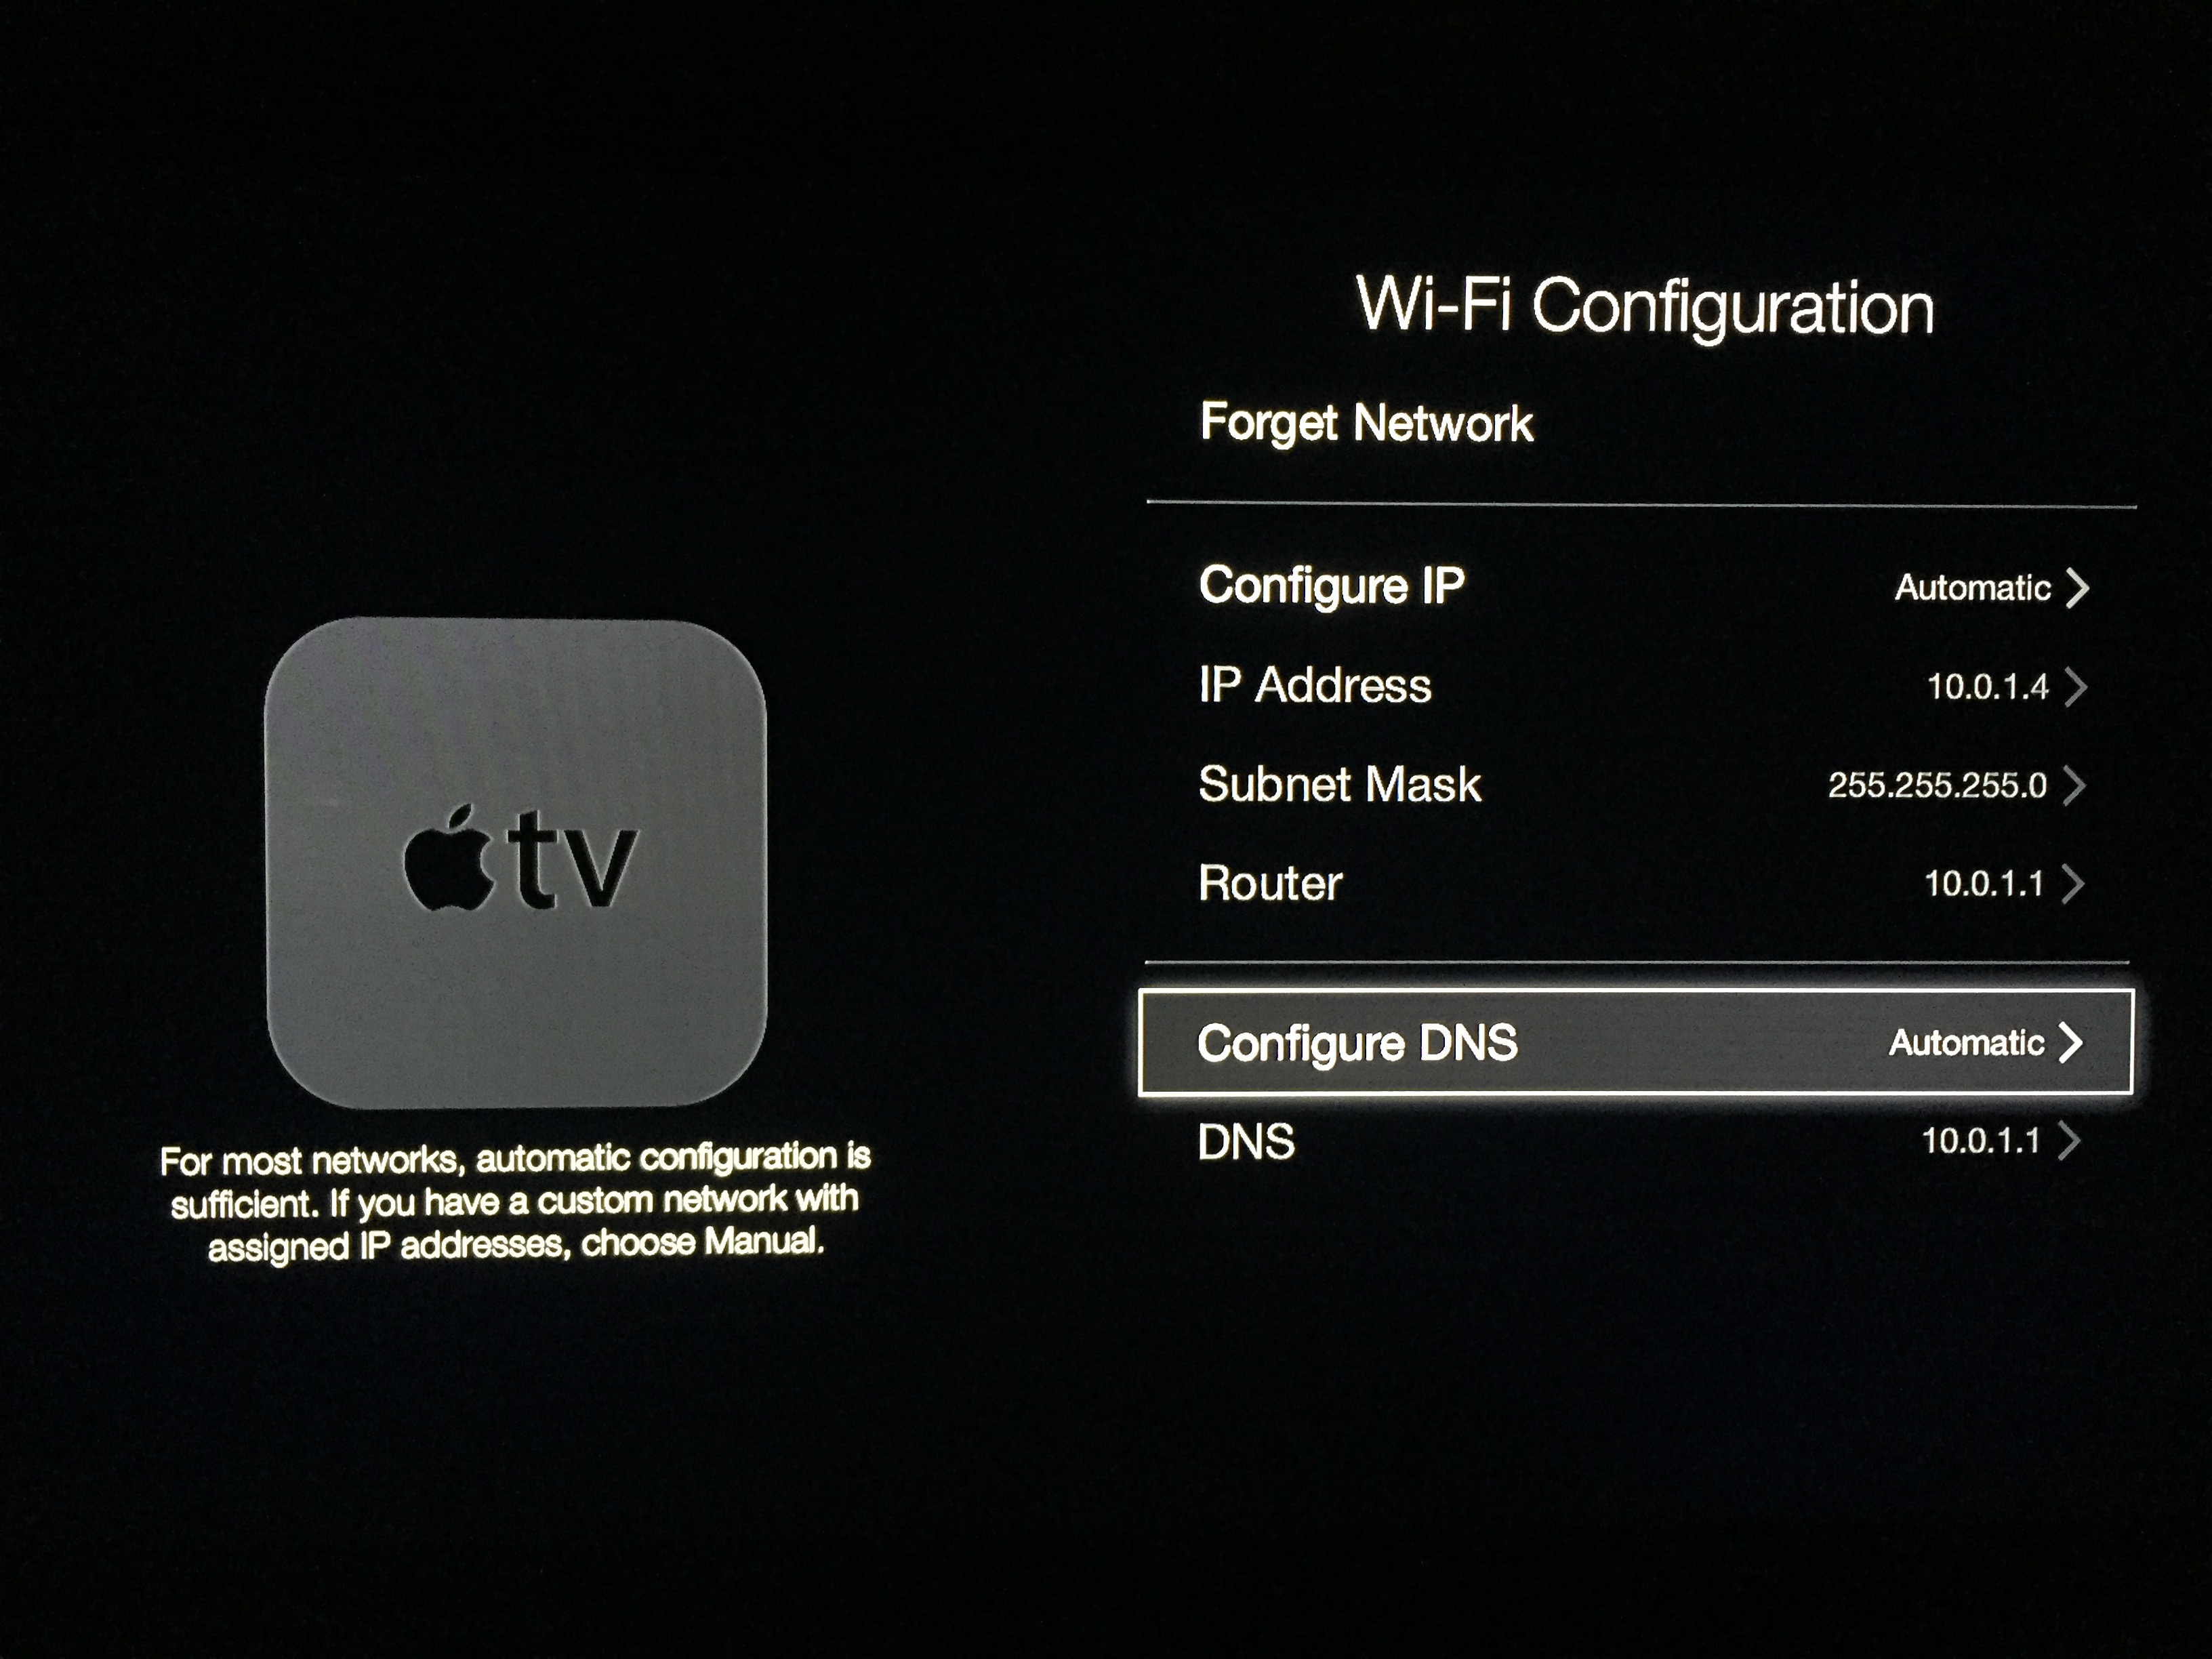 Wi-Fi Configuration
Forget Network
Configure IP Automatic
IP Address 10.0.1.4
Subnet Mask 255.255.255.0
Router 10.0.1.1
Configure DNS Automatic
DNS 10.0.1.1
tv
For most networks, automatic configuration is
sufficient. If you have a custom network with
assigned IP addresses, choose Manual.